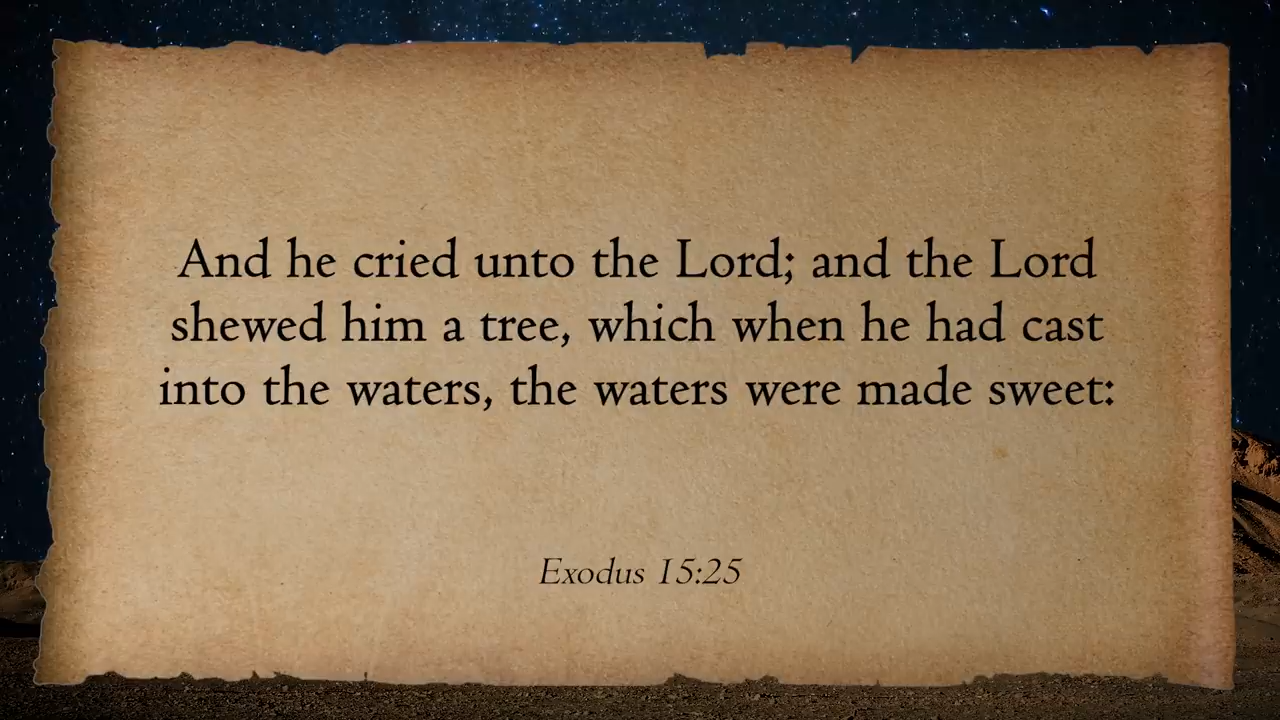 And he cried unto the Lord; and the Lord
shewed him a tree, which when he had cast
into the waters, the waters were made sweet:
Exodus 15:25